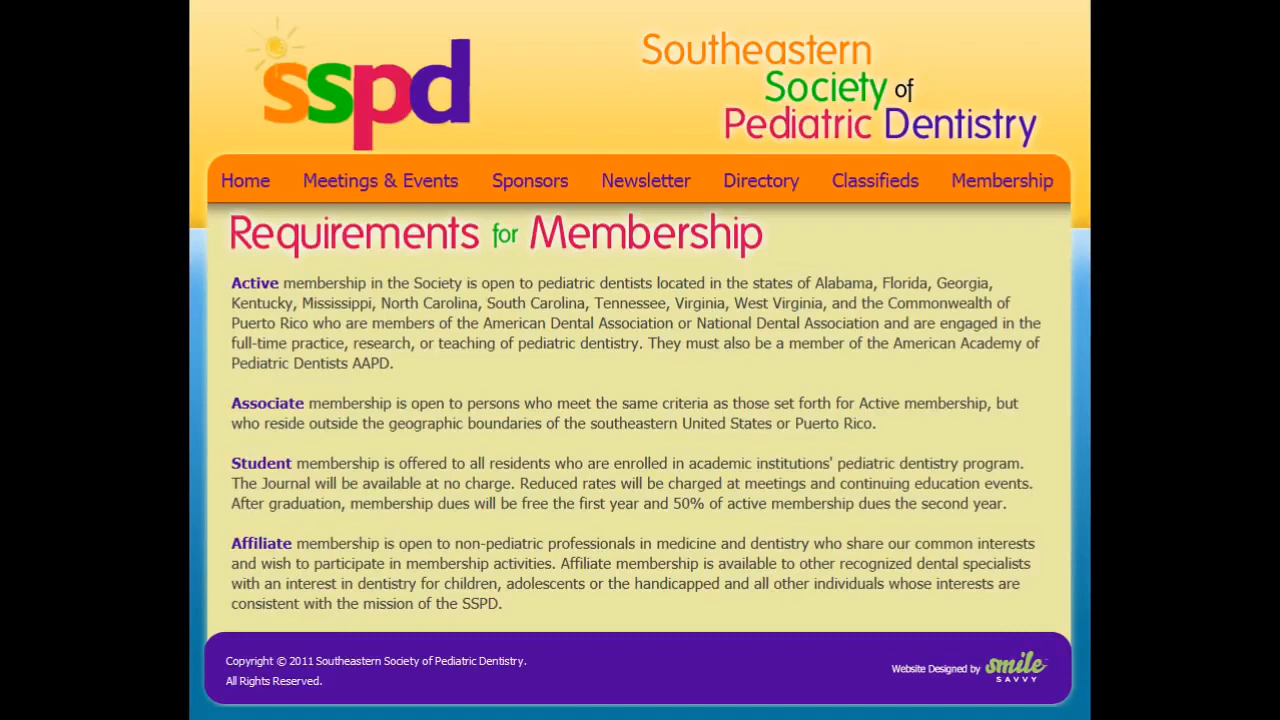 sspd
Southeastern
Society of
Pediatric Dentistry
Home Meetings & Events Sponsors Newsletter Directory Classifieds Membership
Requirements for Membership
Active membership in the Society is open to pediatric dentists located in the states of Alabama, Florida, Georgia,
Kentucky, Mississippi, North Carolina, South Carolina, Tennessee, Virginia, West Virginia, and the Commonwealth of
Puerto Rico who are members of the American Dental Association or National Dental Association and are engaged in the
full-time practice, research, or teaching of pediatric dentistry. They must also be a member of the American Academy of
Pediatric Dentists AAPD.
Associate membership is open to persons who meet the same criteria as those set forth for Active membership, but
who reside outside the geographic boundaries of the southeastern United States or Puerto Rico.
Student membership is offered to all residents who are enrolled in academic institutions' pediatric dentistry program.
The Journal will be available at no charge. Reduced rates will be charged at meetings and continuing education events.
After graduation, membership dues will be free the first year and 50% of active membership dues the second year.
Affiliate membership is open to non-pediatric professionals in medicine and dentistry who share our common interests
and wish to participate in membership activities. Affiliate membership is available to other recognized dental specialists
with an interest in dentistry for children, adolescents or the handicapped and all other individuals whose interests are
consistent with the mission of the SSPD.
Copyright © 2011 Southeastern Society of Pediatric Dentistry.
All Rights Reserved.
Website Designed by smile
SAVVY